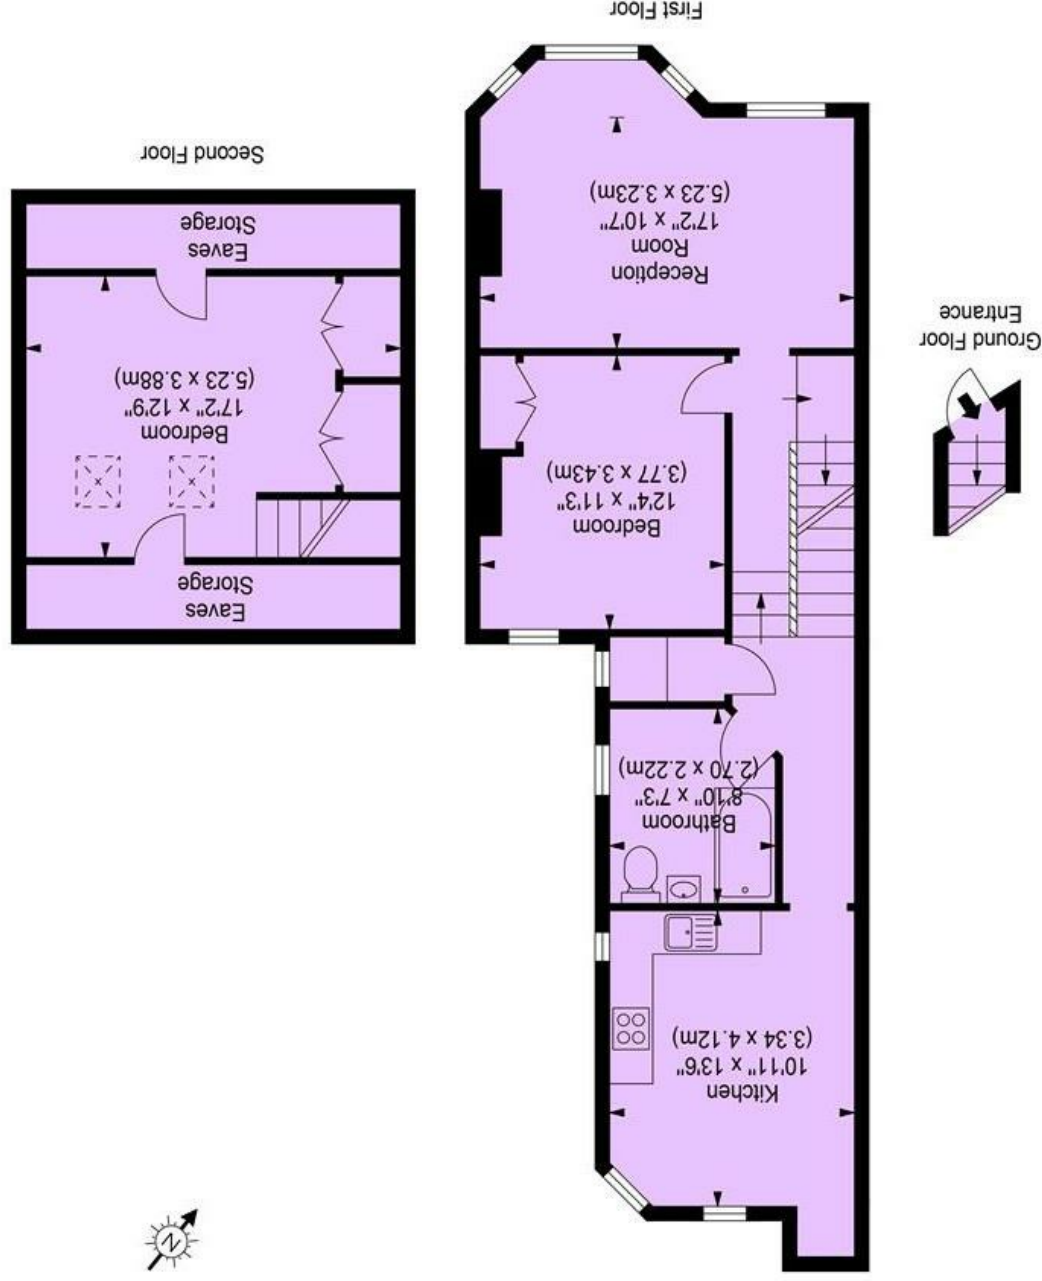 N
Kitchen
10'11" x 13'6"
(3.34 x 4.12m)
Bathroom
8'10" x 7'3"
(2.70 x 2.22m)
Bedroom
12'4" x 11'3"
(3.77 x 3.43m)
Reception
Room
17'2" x 10'7"
(5.23 x 3.23m)
First Floor
Eaves
Storage
Bedroom
17'2" x 12'9"
(5.23 x 3.88m)
Eaves
Storage
Second Floor
Ground Floor
Entrance